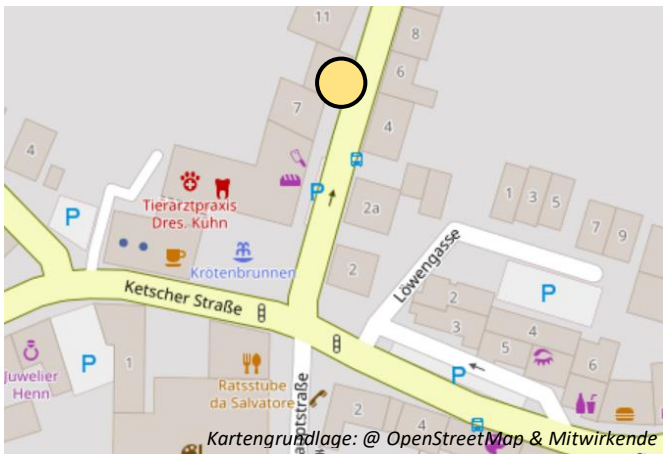 11
8
6
7
4
4
P
P
Tierarztpraxis
Dres. Kühn
2a
1 3 5
7 9
Krötenbrunnen
2
Löwengasse
Ketscher Straße
2
P
3
4
5
6
P
P
1
Juwelier
Henn
Ratsstube
da Salvatore
2
4
Kartengrundlage: @ OpenStreetMap & Mitwirkende